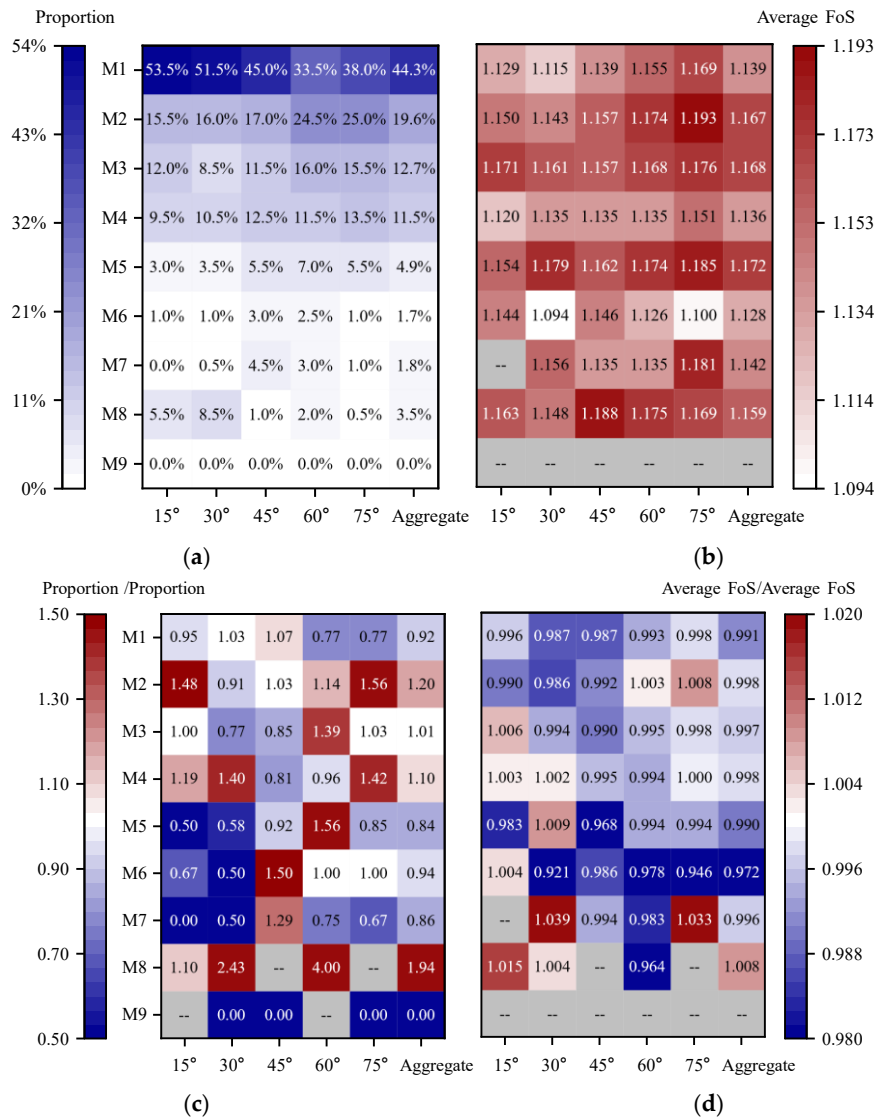 Proportion
54%
43%
32%
21%
11%
0%
M1 53.5% 51.5% 45.0% 33.5% 38.0% 44.3%
M2 15.5% 16.0% 17.0% 24.5% 25.0% 19.6%
M3 12.0% 8.5% 11.5% 16.0% 15.5% 12.7%
M4 9.5% 10.5% 12.5% 11.5% 13.5% 11.5%
M5 3.0% 3.5% 5.5% 7.0% 5.5% 4.9%
M6 1.0% 1.0% 3.0% 2.5% 1.0% 1.7%
M7 0.0% 0.5% 4.5% 3.0% 1.0% 1.8%
M8 5.5% 8.5% 1.0% 2.0% 0.5% 3.5%
M9 0.0% 0.0% 0.0% 0.0% 0.0% 0.0%
15° 30° 45° 60° 75° Aggregate
(a)
Average FoS
1.129 1.115 1.139 1.155 1.169 1.139
1.150 1.143 1.157 1.174 1.193 1.167
1.171 1.161 1.157 1.168 1.176 1.168
1.120 1.135 1.135 1.135 1.151 1.136
1.154 1.179 1.162 1.174 1.185 1.172
1.144 1.094 1.146 1.126 1.100 1.128
-- 1.156 1.135 1.135 1.181 1.142
1.163 1.148 1.188 1.175 1.169 1.159
-- -- -- -- -- --
15° 30° 45° 60° 75° Aggregate
1.193
1.173
1.153
1.134
1.114
1.094
(b)
Proportion /Proportion
1.50
1.30
1.10
0.90
0.70
0.50
M1 0.95 1.03 1.07 0.77 0.77 0.92
M2 1.48 0.91 1.03 1.14 1.56 1.20
M3 1.00 0.77 0.85 1.39 1.03 1.01
M4 1.19 1.40 0.81 0.96 1.42 1.10
M5 0.50 0.58 0.92 1.56 0.85 0.84
M6 0.67 0.50 1.50 1.00 1.00 0.94
M7 0.00 0.50 1.29 0.75 0.67 0.86
M8 1.10 2.43 -- 4.00 -- 1.94
M9 -- 0.00 0.00 -- 0.00 0.00
15° 30° 45° 60° 75° Aggregate
(c)
Average FoS/Average FoS
0.996 0.987 0.987 0.993 0.998 0.991
0.990 0.986 0.992 1.003 1.008 0.998
1.006 0.994 0.990 0.995 0.998 0.997
1.003 1.002 0.995 0.994 1.000 0.998
0.983 1.009 0.968 0.994 0.994 0.990
1.004 0.921 0.986 0.978 0.946 0.972
-- 1.039 0.994 0.983 1.033 0.996
1.015 1.004 -- 0.964 -- 1.008
-- -- -- -- -- --
15° 30° 45° 60° 75° Aggregate
1.020
1.012
1.004
0.996
0.988
0.980
(d)